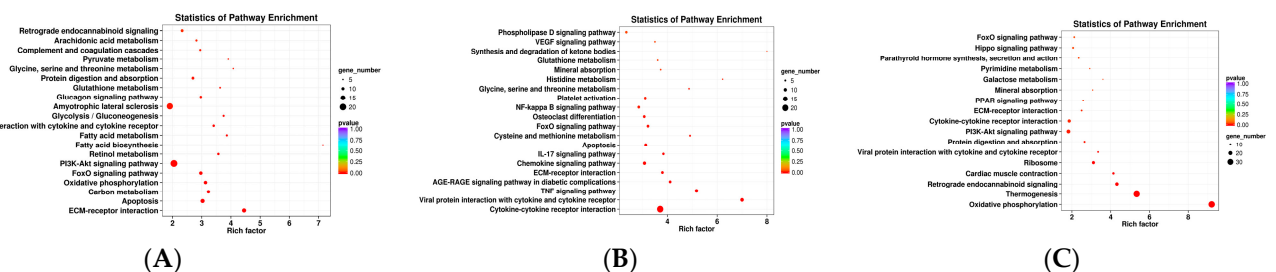 Statistics of Pathway Enrichment
Retrograde endocannabinoid signaling
Arachidonic acid metabolism
Complement and coagulation cascades
Pyruvate metabolism
Glycine, serine and threonine metabolism
Protein digestion and absorption
Glutathione metabolism
Glucagon signaling pathway
Amyotrophic lateral sclerosis
Glycolysis / Gluconeogenesis
interaction with cytokine and cytokine receptor
Fatty acid metabolism
Fatty acid biosynthesis
Retinol metabolism
PI3K-Akt signaling pathway
FoxO signaling pathway
Oxidative phosphorylation
Carbon metabolism
Apoptosis
ECM-receptor interaction
2 3 4 5 6 7
Rich factor
gene_number
5
10
15
20
pvalue
1.00
0.75
0.50
0.25
0.00
(A)
Statistics of Pathway Enrichment
Phospholipase D signaling pathway
VEGF signaling pathway
Synthesis and degradation of ketone bodies
Glutathione metabolism
Mineral absorption
Histidine metabolism
Glycine, serine and threonine metabolism
Platelet activation
NF-kappa B signaling pathway
Osteoclast differentiation
FoxO signaling pathway
Cysteine and methionine metabolism
Apoptosis
IL-17 signaling pathway
Chemokine signaling pathway
ECM-receptor interaction
AGE-RAGE signaling pathway in diabetic complications
TNF signaling pathway
Viral protein interaction with cytokine and cytokine receptor
Cytokine-cytokine receptor interaction
4 6 8
Rich factor
gene_number
5
10
15
20
pvalue
1.00
0.75
0.50
0.25
0.00
(B)
Statistics of Pathway Enrichment
FoxO signaling pathway
Hippo signaling pathway
Parathyroid hormone synthesis, secretion and action
Pyrimidine metabolism
Galactose metabolism
Mineral absorption
PPAR signaling pathway
ECM-receptor interaction
Cytokine-cytokine receptor interaction
PI3K-Akt signaling pathway
Protein digestion and absorption
Viral protein interaction with cytokine and cytokine receptor
Ribosome
Cardiac muscle contraction
Retrograde endocannabinoid signaling
Thermogenesis
Oxidative phosphorylation
2 4 6 8
Rich factor
pvalue
1.00
0.75
0.50
0.25
0.00
gene_number
10
20
30
(C)